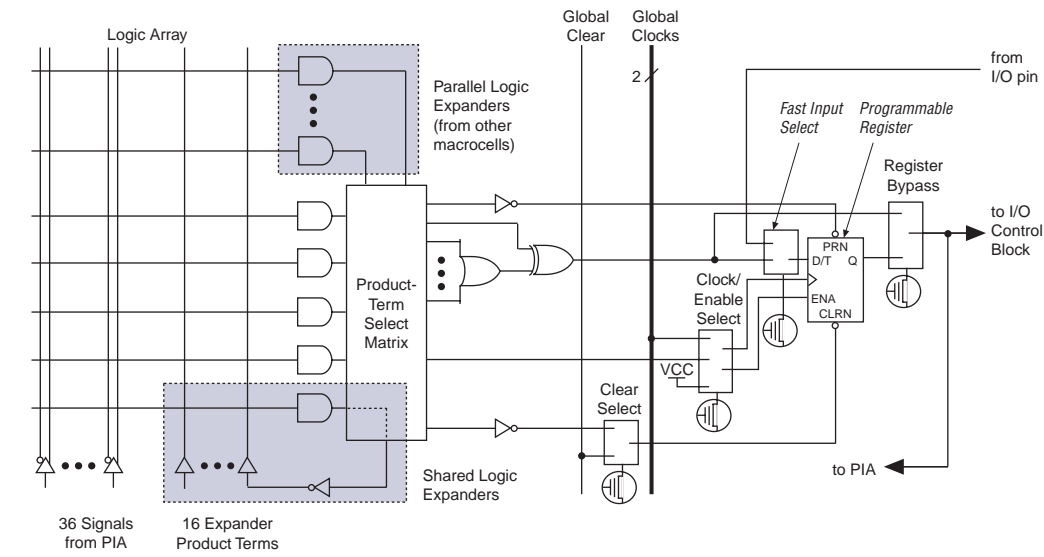 Logic Array
Global
Clear
Global
Clocks
2
from
I/O pin
Parallel Logic
Expanders
(from other
macrocells)
Fast Input
Select
Programmable
Register
Register
Bypass
to I/O
Control
Block
PRN
D/T Q
ENA
CLRN
Clock/
Enable
Select
Product-
Term
Select
Matrix
VCC
Clear
Select
to PIA
Shared Logic
Expanders
36 Signals
from PIA
16 Expander
Product Terms